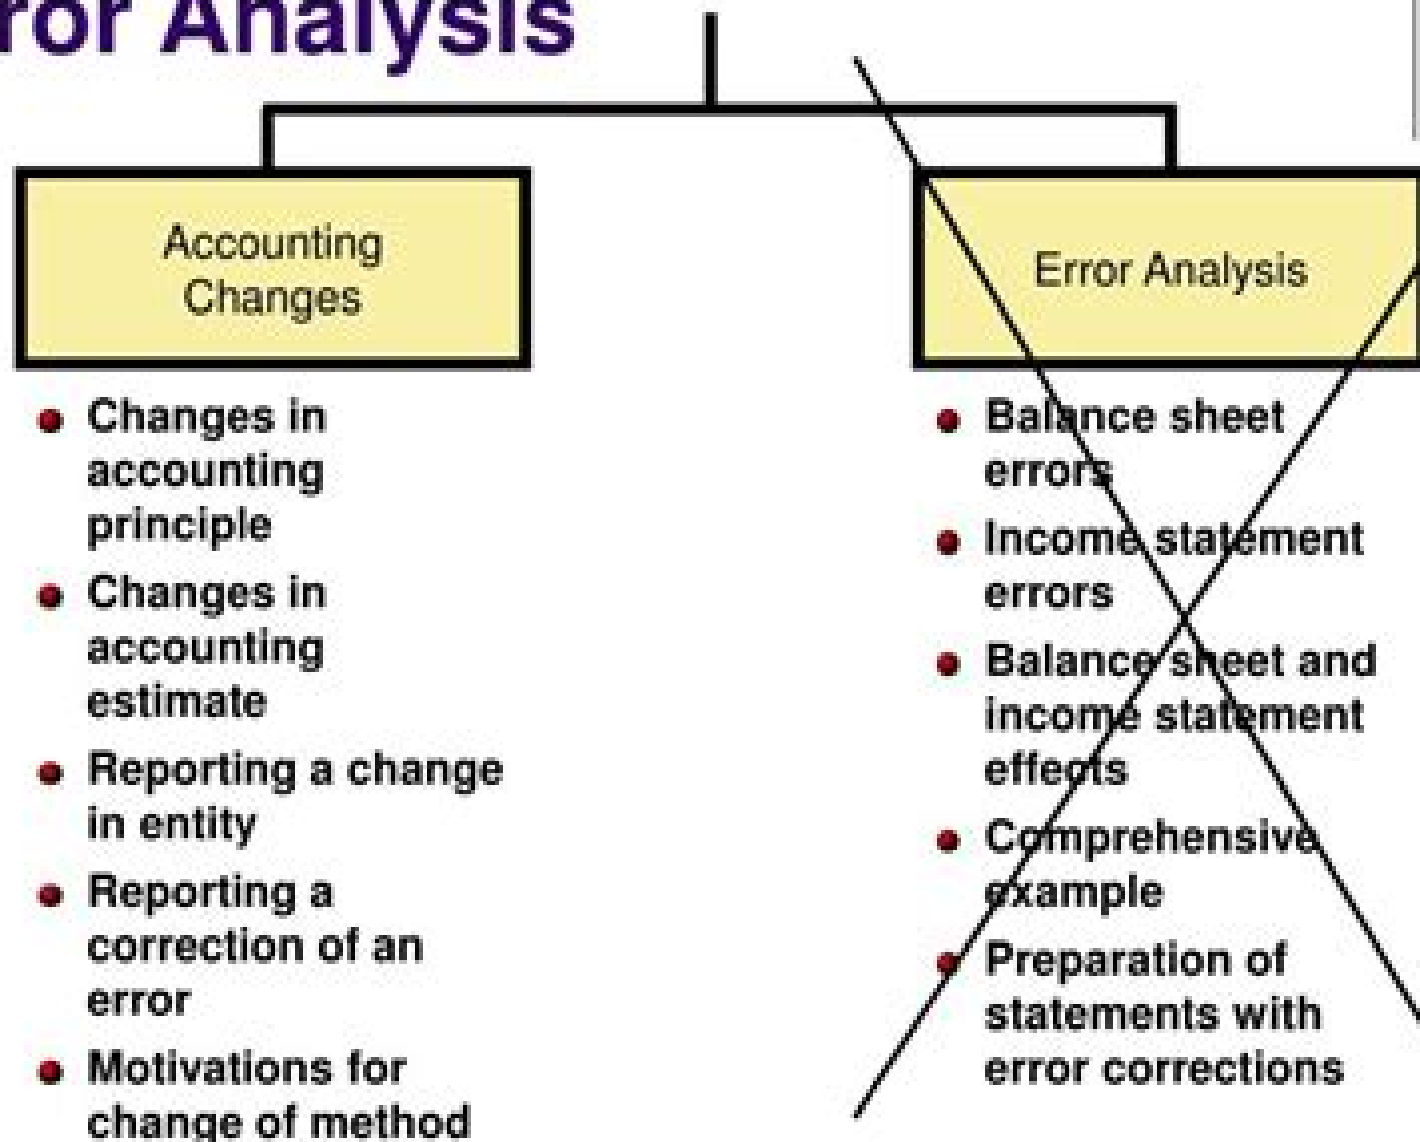 ror Analysis
Accounting
Changes
Changes in
accounting
principle
Changes in
accounting
estimate
Reporting a change
in entity
Reporting a
correction of an
error
Motivations for
change of method
Error Analysis
Balance sheet
errors
Income statement
errors
Balance sheet and
income statement
effects
Comprehensive
example
Preparation of
statements with
error corrections